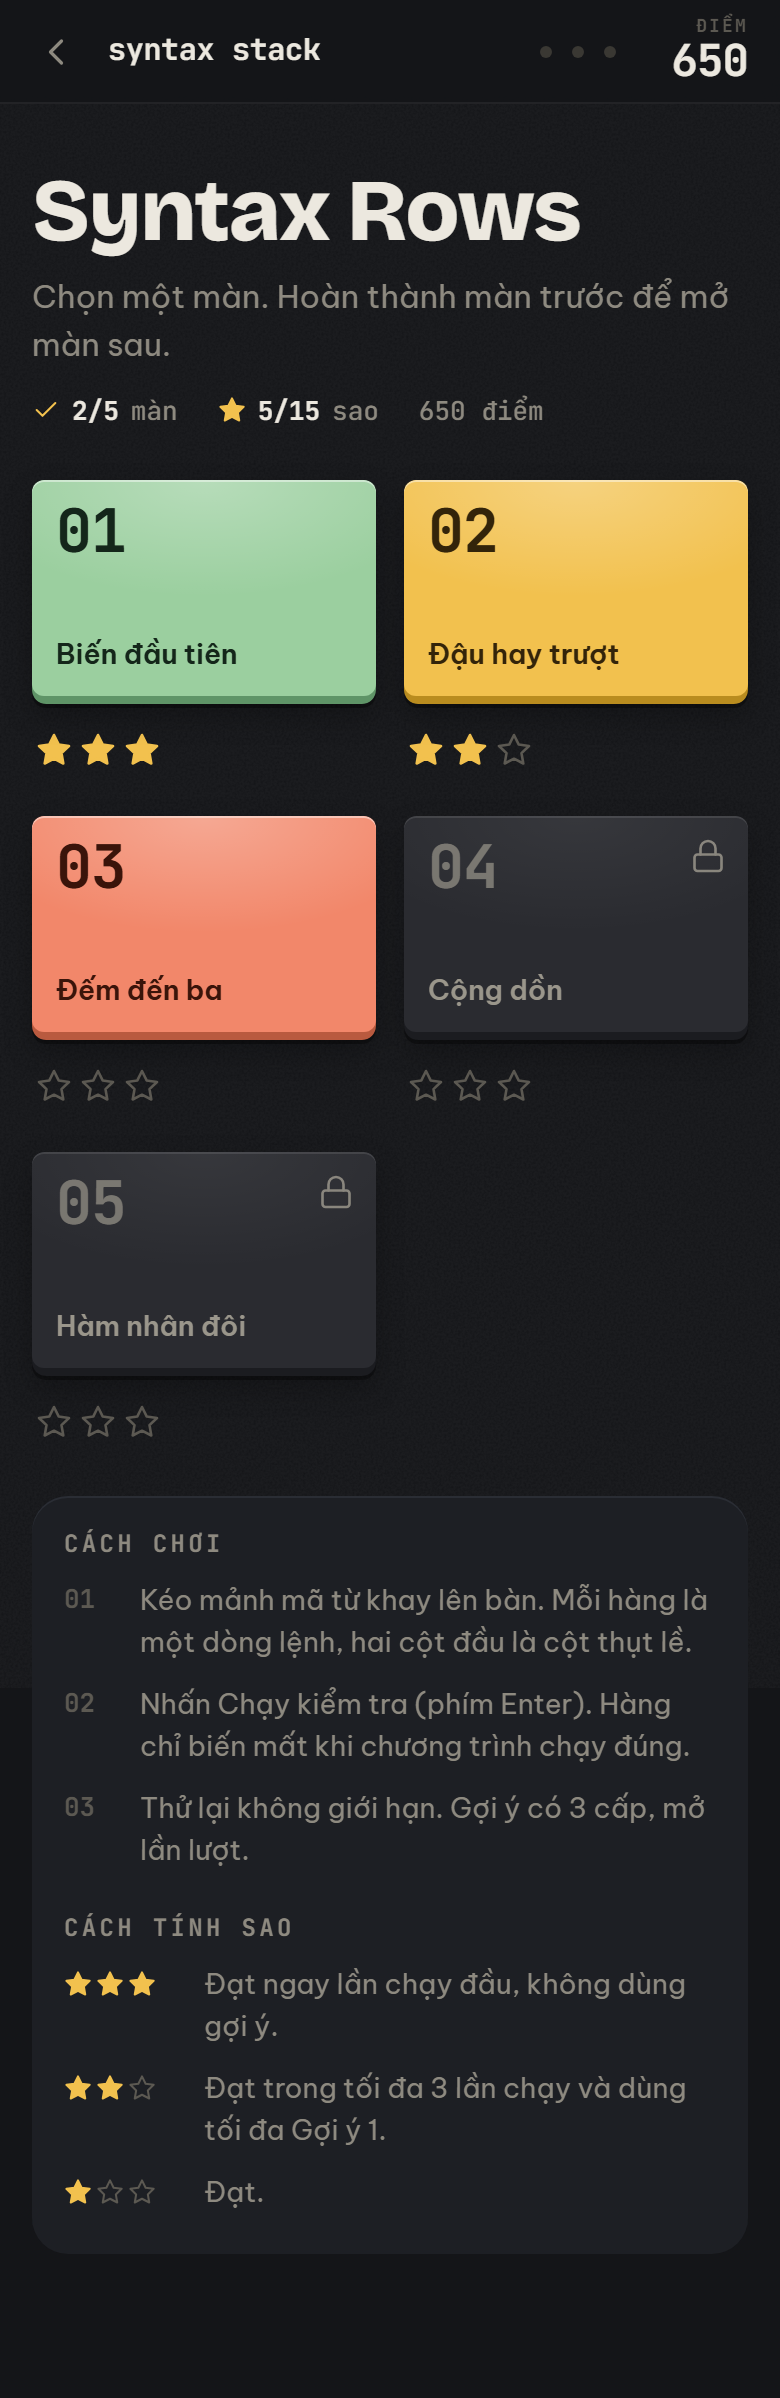 syntax stack
ĐIỂM
650
Syntax Rows
Chọn một màn. Hoàn thành màn trước để mở
màn sau.
2/5 màn 5/15 sao 650 điểm
01
Biến đầu tiên
02
Đậu hay trượt
03
Đếm đến ba
04
Cộng dồn
05
Hàm nhân đôi
CÁCH CHƠI
01 Kéo mảnh mã từ khay lên bàn. Mỗi hàng là
một dòng lệnh, hai cột đầu là cột thụt lề.
02 Nhấn Chạy kiểm tra (phím Enter). Hàng
chỉ biến mất khi chương trình chạy đúng.
03 Thử lại không giới hạn. Gợi ý có 3 cấp, mở
lần lượt.
CÁCH TÍNH SAO
Đạt ngay lần chạy đầu, không dùng
gợi ý.
Đạt trong tối đa 3 lần chạy và dùng
tối đa Gợi ý 1.
Đạt.